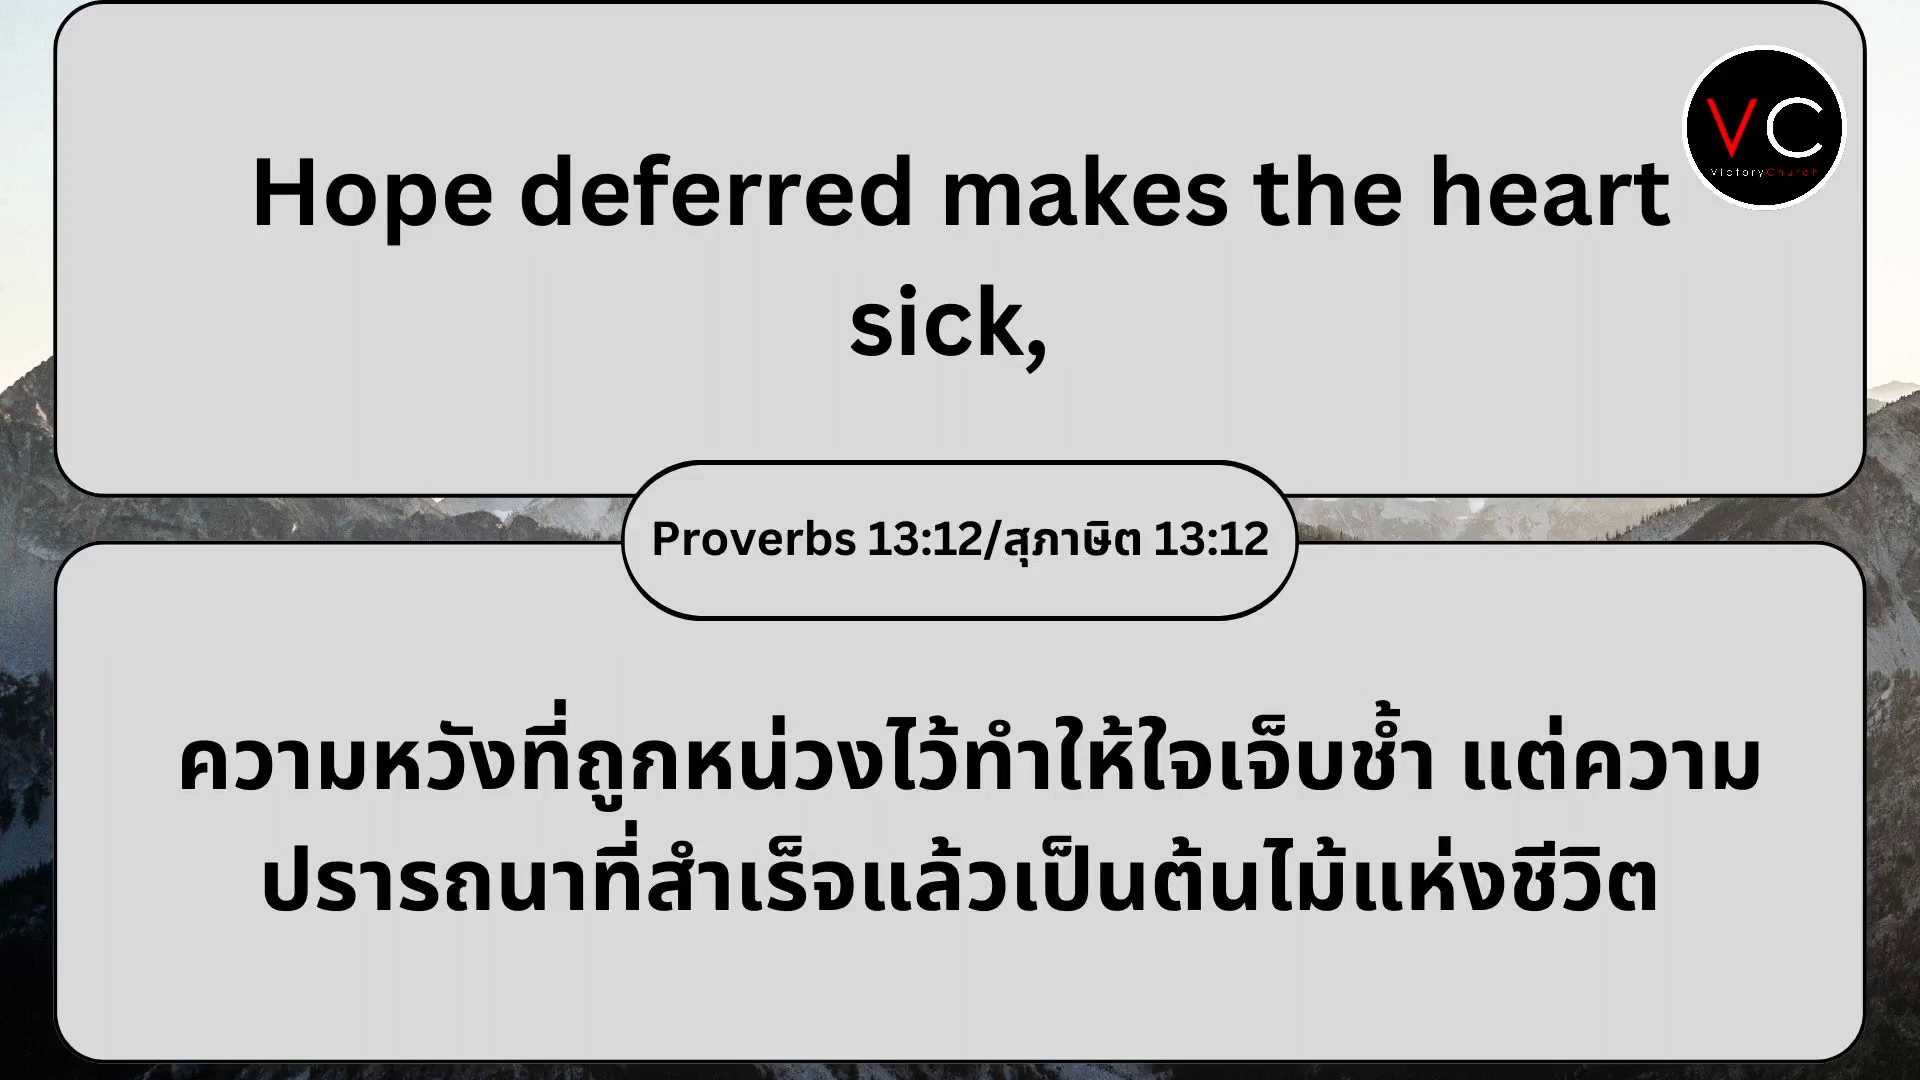 Hope deferred makes the heart
sick,
VC
VictoryChurch
Proverbs 13:12/สุภาษิต 13:12
ความหวังที่ถูกหน่วงไว้ทำให้ใจเจ็บช้ำ แต่ความ
ปรารถนาที่สำเร็จแล้วเป็นต้นไม้แห่งชีวิต